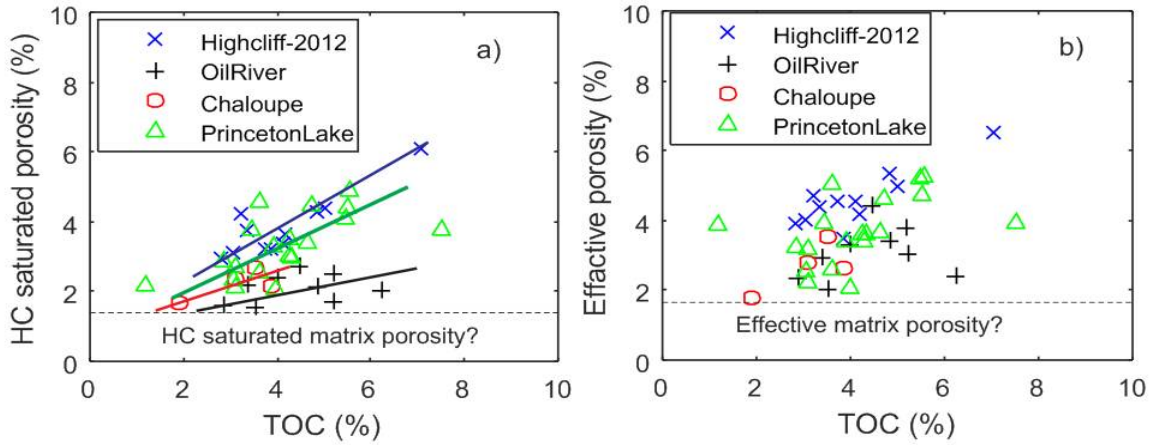 HC saturated porosity (%)
10
8
6
4
2
0
Highcliff-2012
OilRiver
Chaloupe
PrincetonLake
a)
HC saturated matrix porosity?
0
2
4
6
8
10
TOC (%)
Effective porosity (%)
10
8
6
4
2
0
Highcliff-2012
OilRiver
Chaloupe
PrincetonLake
b)
Effective matrix porosity?
0
2
4
6
8
10
TOC (%)